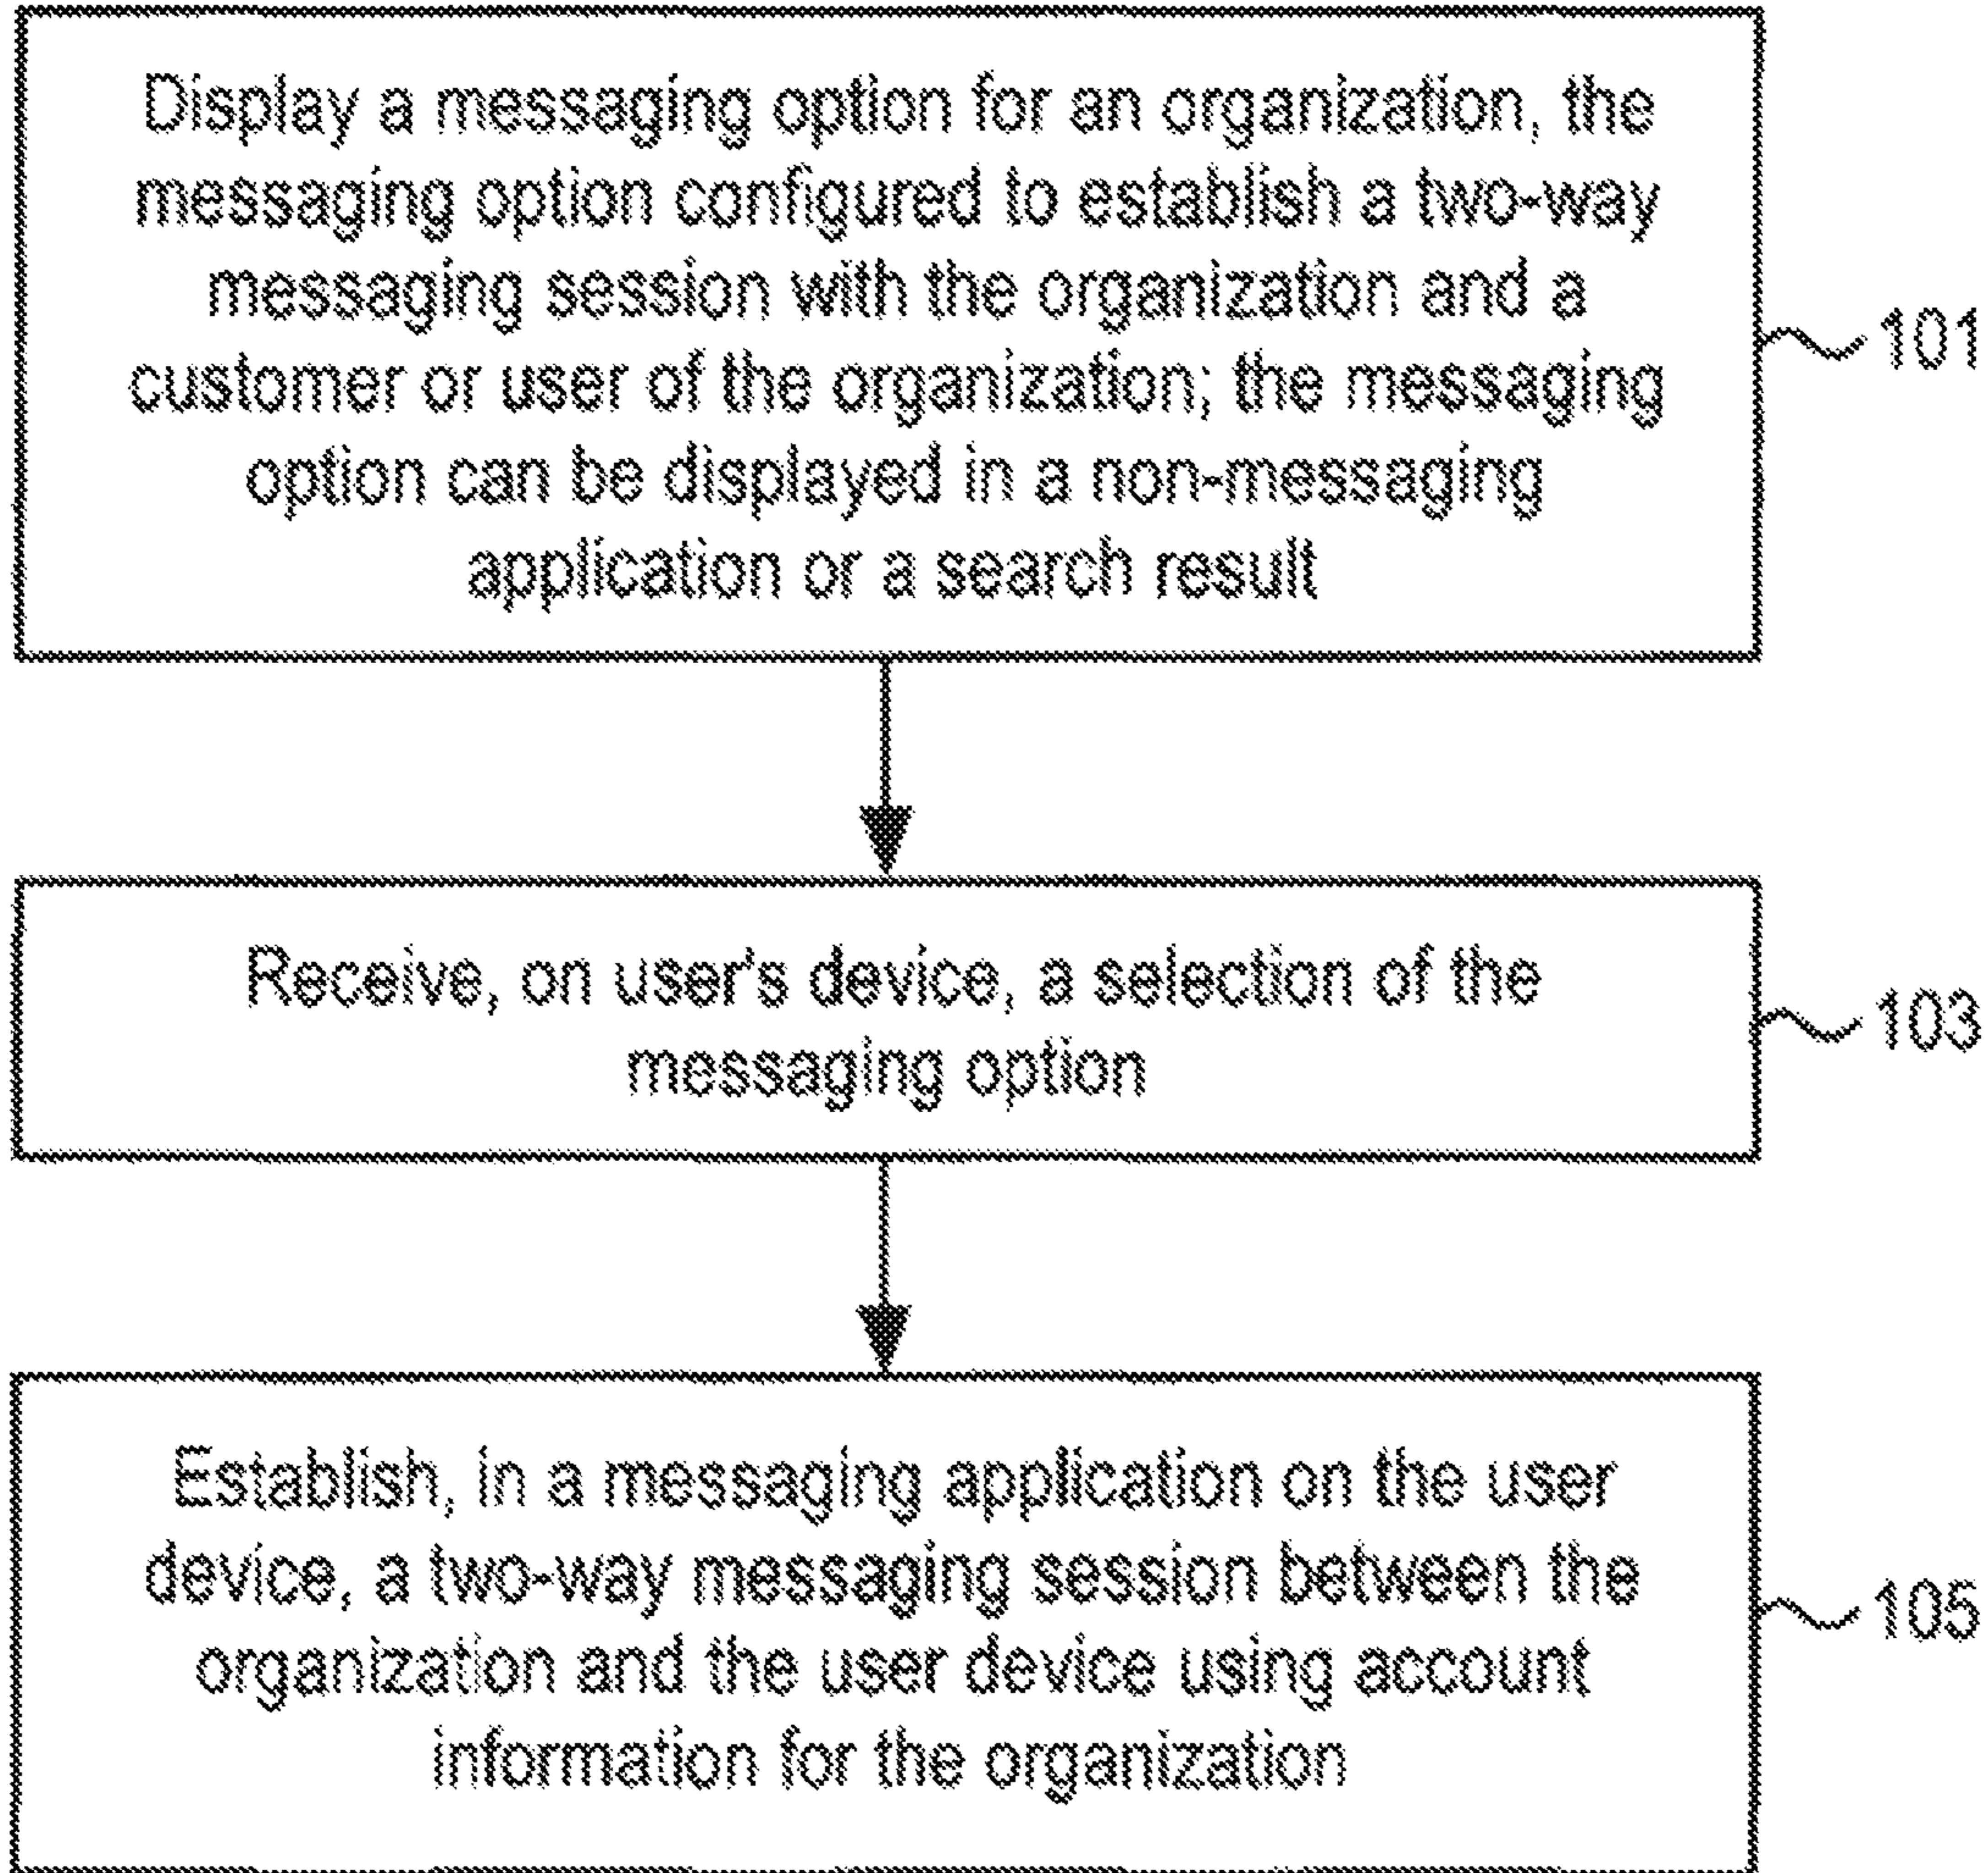 Display a messaging option for an organization, the
messaging option configured to establish a two-way
messaging session with the organization and a
customer or user of the organization; the messaging
option can be displayed in a non-messaging
application or a search result
101
Receive, on user's device, a selection of the
messaging option
103
Establish, in a messaging application on the user
device, a two-way messaging session between the
organization and the user device using account
information for the organization
105